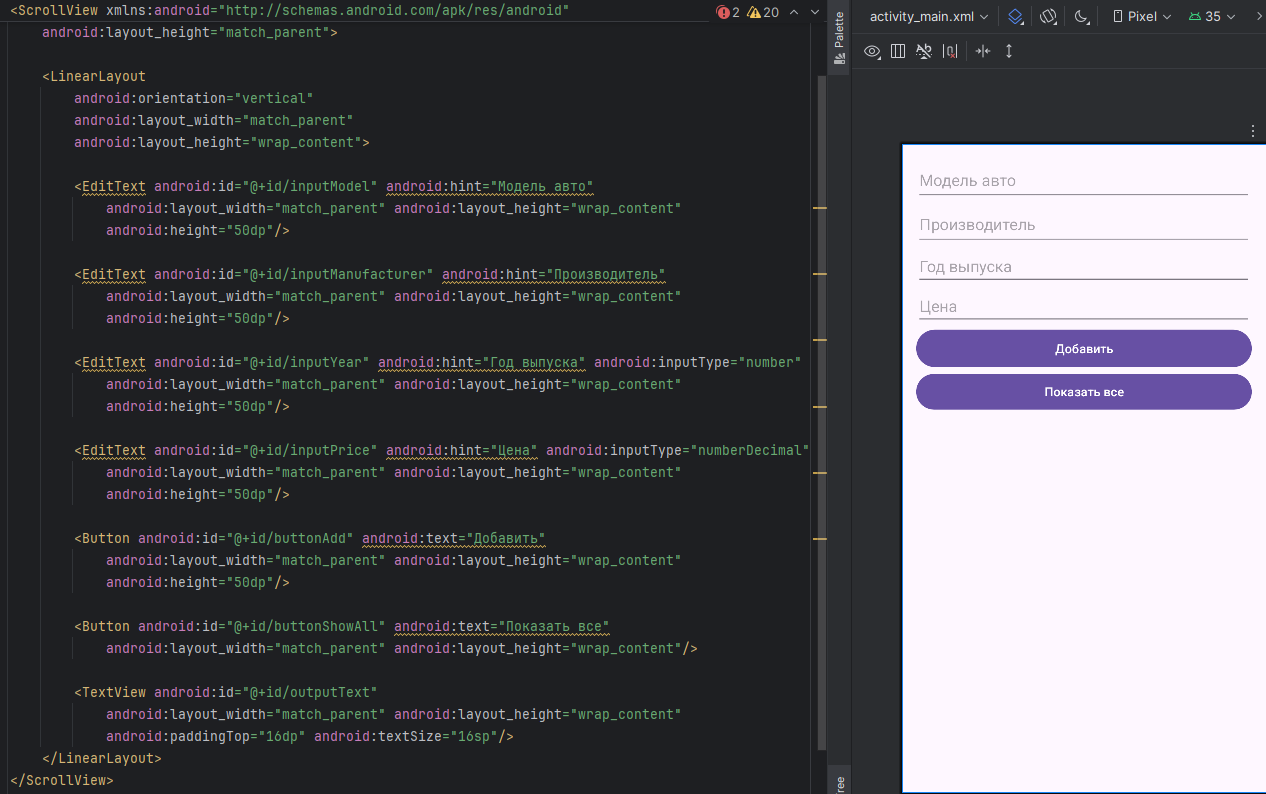 <ScrollView xmlns:android="http://schemas.android.com/apk/res/android"
android:layout_height="match_parent">
<LinearLayout
android:orientation="vertical"
android:layout_width="match_parent"
android:layout_height="wrap_content">
<EditText android:id="@+id/inputModel" android:hint="Модель авто"
android:layout_width="match_parent" android:layout_height="wrap_content"
android:height="50dp"/>
<EditText android:id="@+id/inputManufacturer" android:hint="Производитель"
android:layout_width="match_parent" android:layout_height="wrap_content"
android:height="50dp"/>
<EditText android:id="@+id/inputYear" android:hint="Год выпуска" android:inputType="number"
android:layout_width="match_parent" android:layout_height="wrap_content"
android:height="50dp"/>
<EditText android:id="@+id/inputPrice" android:hint="Цена" android:inputType="numberDecimal"
android:layout_width="match_parent" android:layout_height="wrap_content"
android:height="50dp"/>
<Button android:id="@+id/buttonAdd" android:text="Добавить"
android:layout_width="match_parent" android:layout_height="wrap_content"
android:height="50dp"/>
<Button android:id="@+id/buttonShowAll" android:text="Показать все"
android:layout_width="match_parent" android:layout_height="wrap_content"/>
<TextView android:id="@+id/outputText"
android:layout_width="match_parent" android:layout_height="wrap_content"
android:paddingTop="16dp" android:textSize="16sp"/>
</LinearLayout>
</ScrollView>
2 20
Palette
ree
activity_main.xml Pixel 35
Модель авто
Производитель
Год выпуска
Цена
Добавить
Показать все